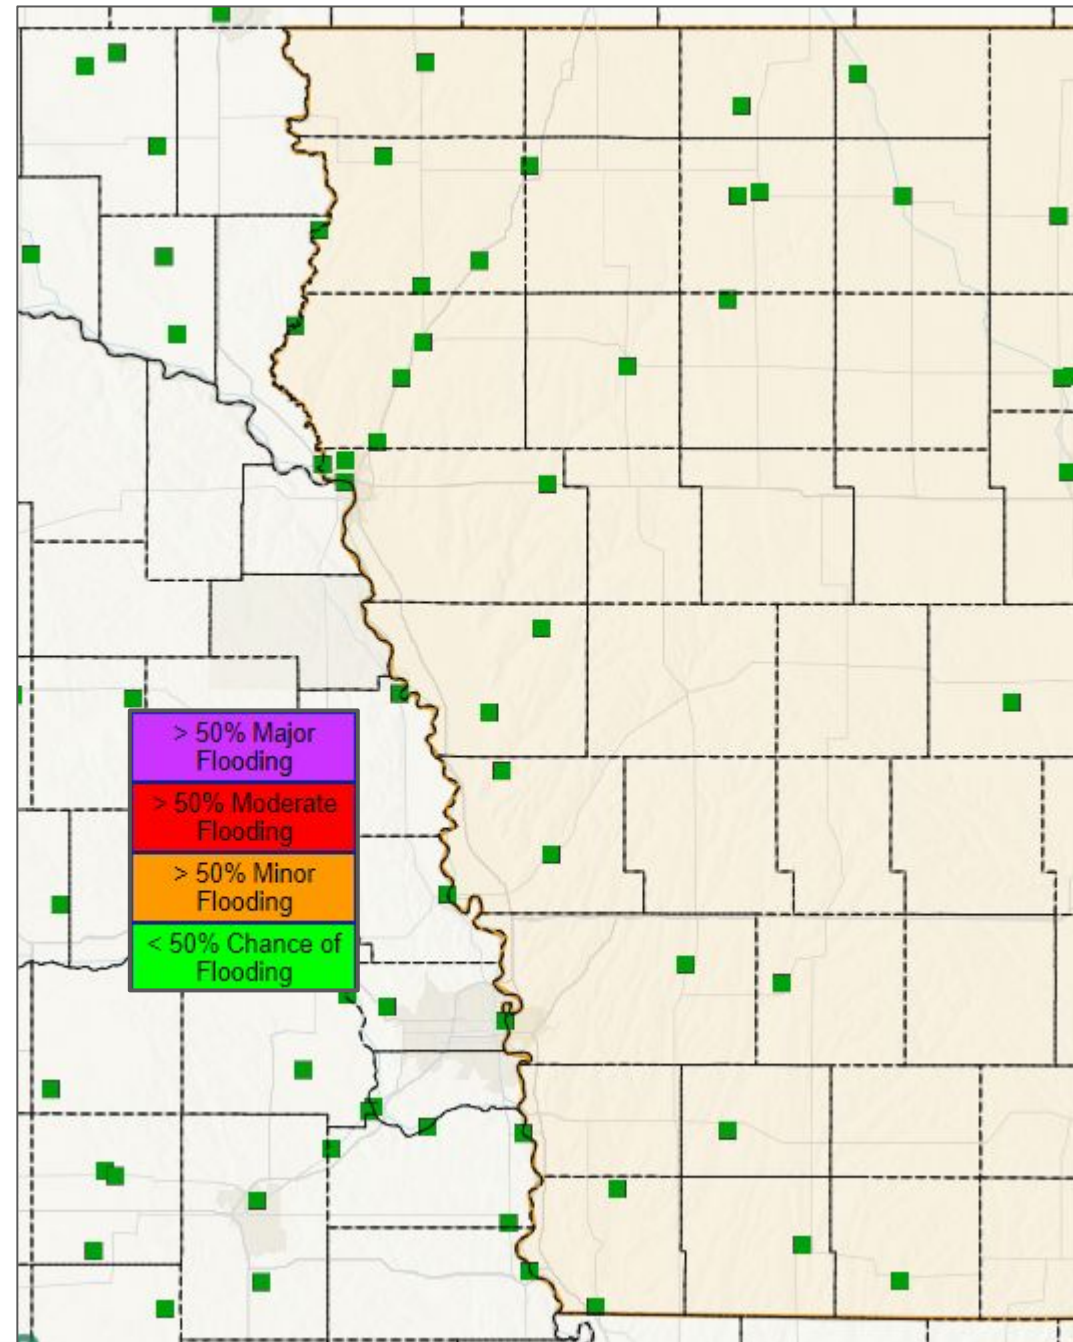 > 50% Major
Flooding
> 50% Moderate
Flooding
> 50% Minor
Flooding
< 50% Chance of
Flooding